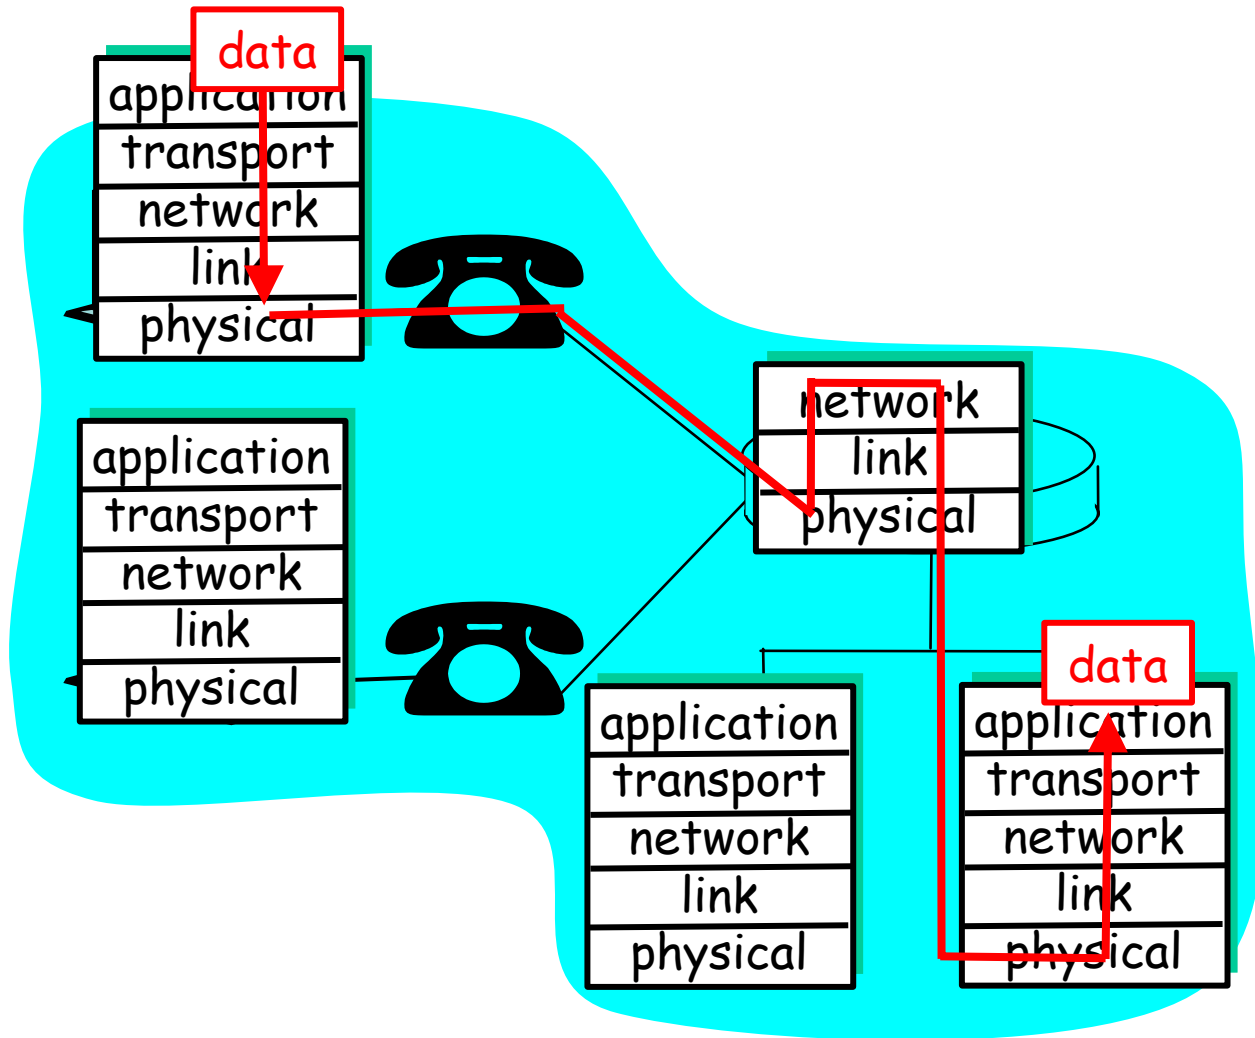 data
application
transport
network
link
physical
application
transport
network
link
physical
network
link
physical
application
transport
network
link
physical
data
application
transport
network
link
physical